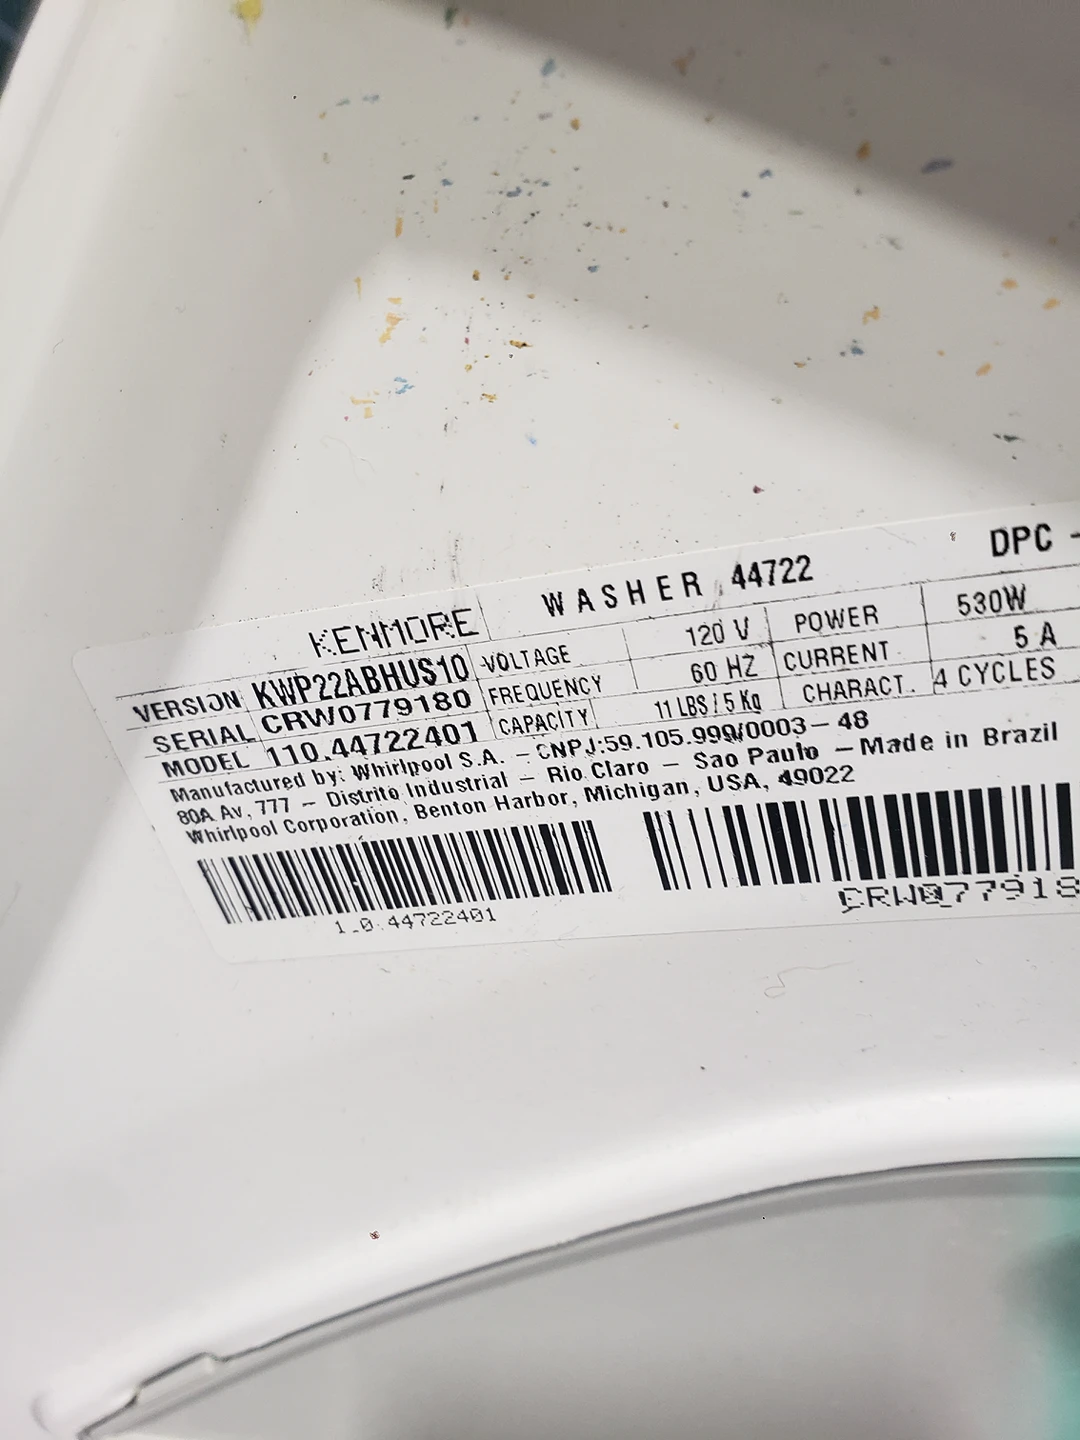 KENMORE WASHER 44722 DPC -
VERSION KWP22ABHUS10 VOLTAGE 120 V POWER 530W
SERIAL CRW0779180 FREQUENCY 60 HZ CURRENT 5 A
MODEL 110.44722401 CAPACITY 11 LBS / 5 Kg CHARACT. 4 CYCLES
Manufactured by: Whirlpool S.A. - CNPJ:59.105.999/0003-48
80A Av, 777 - Distrito Industrial - Rio Claro - Sao Paulo - Made in Brazil
Whirlpool Corporation, Benton Harbor, Michigan, USA, 49022
1.0.44722401 CRW077918